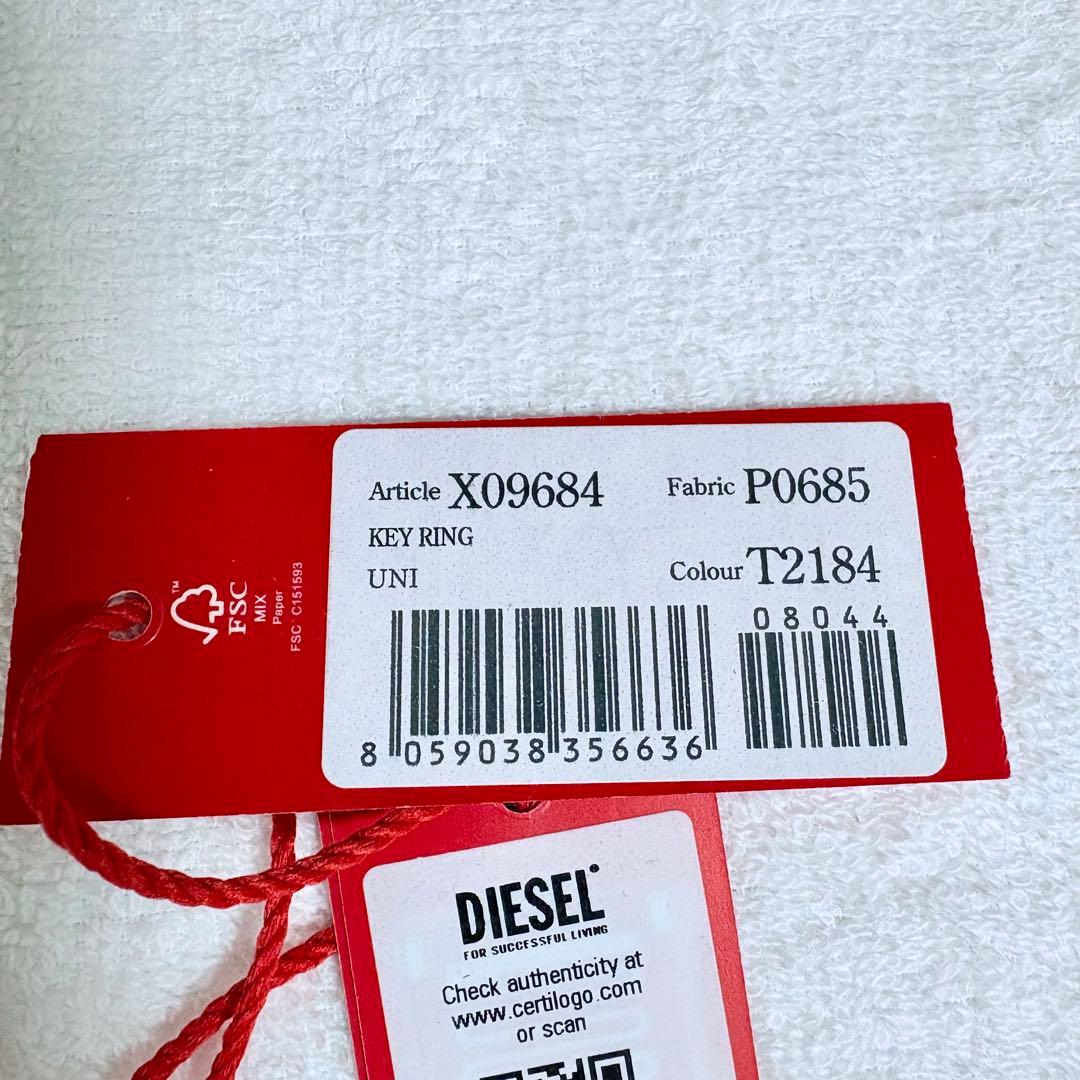 Article X09684 Fabric P0685
KEY RING
UNI
Colour T2184
08044
8 059038 356636
™
FSC
MIX
Paper
FSC C151593
DIESEL®
FOR SUCCESSFUL LIVING
Check authenticity at
www.certilogo.com
or scan